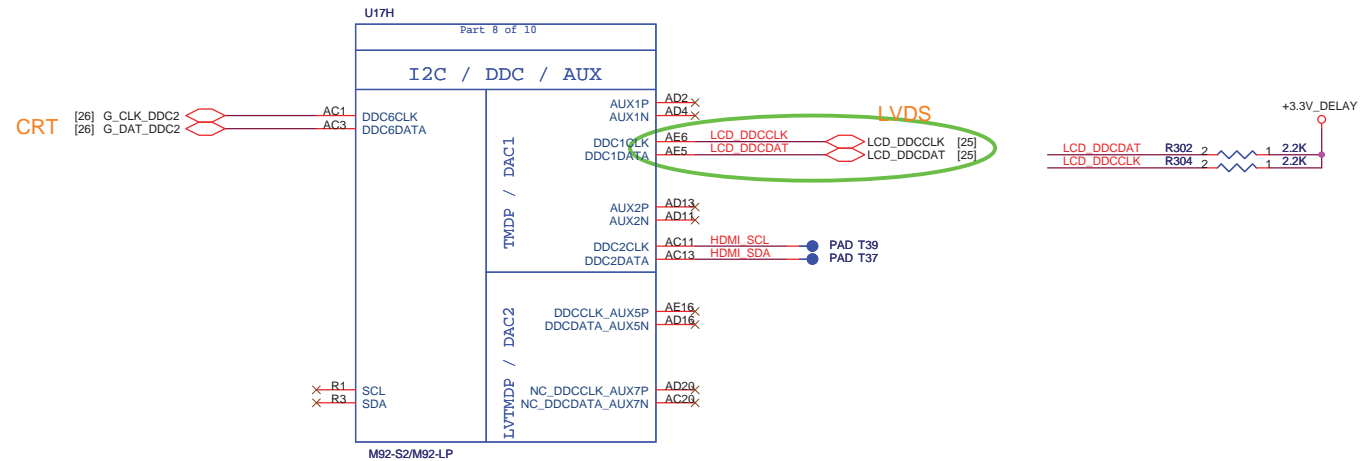 U17H
Part 8 of 10
I2C / DDC / AUX
CRT
[26] G_CLK_DDC2
[26] G_DAT_DDC2
AC1
AC3
DDC6CLK
DDC6DATA
R1
R3
SCL
SDA
TMDP / DAC1
LVTMDP / DAC2
AUX1P AD2
AUX1N AD4
LVDS
DDC1CLK AE6 LCD_DDCCLK LCD_DDCCLK [25]
DDC1DATA AE5 LCD_DDCDAT LCD_DDCDAT [25]
AUX2P AD13
AUX2N AD11
DDC2CLK AC11 HDMI_SCL PAD T39
DDC2DATA AC13 HDMI_SDA PAD T37
DDCCLK_AUX5P AE16
DDCDATA_AUX5N AD16
NC_DDCCLK_AUX7P AD20
NC_DDCDATA_AUX7N AC20
M92-S2/M92-LP
+3.3V_DELAY
LCD_DDCDAT R302 2 1 2.2K
LCD_DDCCLK R304 2 1 2.2K